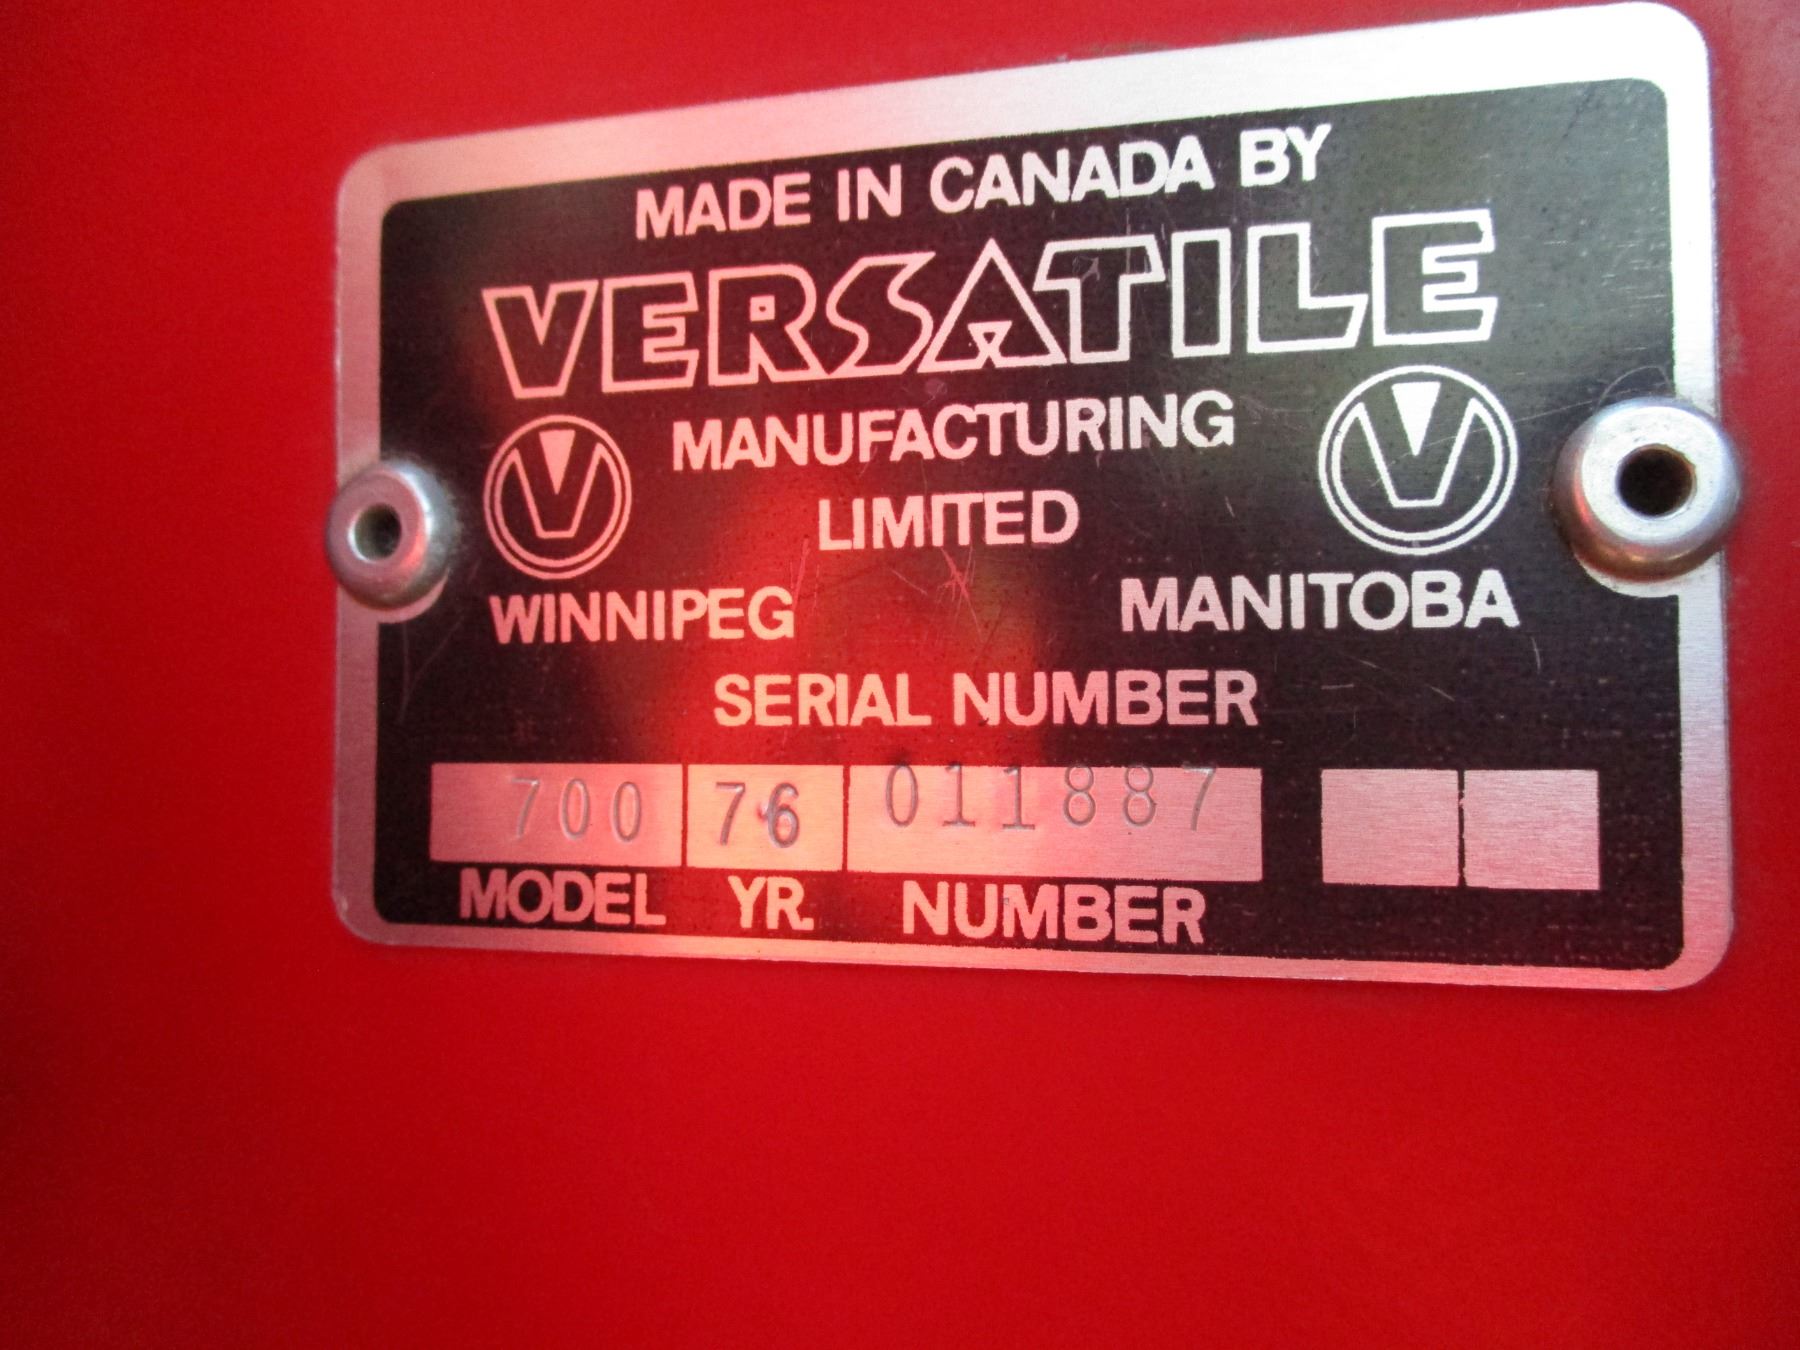 MADE IN CANADA BY
VERSATILE
MANUFACTURING
LIMITED
WINNIPEG MANITOBA
SERIAL NUMBER
700 76 011887
MODEL YR. NUMBER